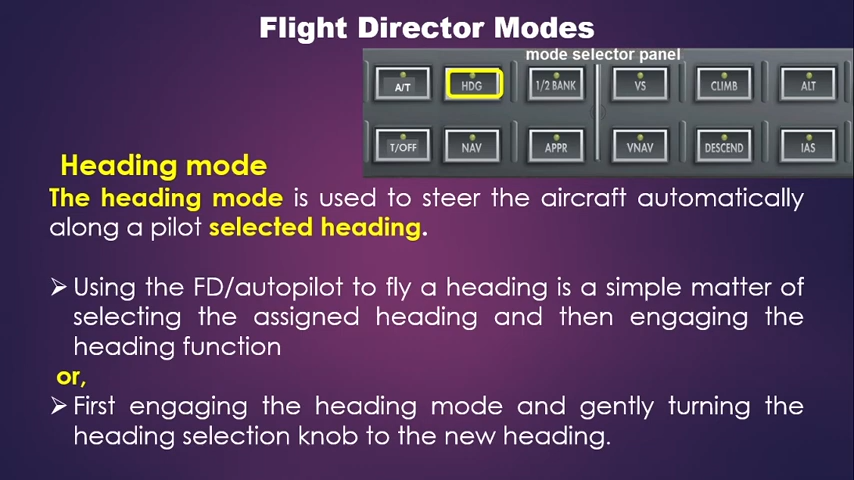 Flight Director Modes
mode selector panel
A/T HDG 1/2 BANK VS CLIMB ALT
T/OFF NAV APPR VNAV DESCEND IAS
Heading mode
The heading mode is used to steer the aircraft automatically
along a pilot selected heading.
➢ Using the FD/autopilot to fly a heading is a simple matter of
selecting the assigned heading and then engaging the
heading function
or,
➢ First engaging the heading mode and gently turning the
heading selection knob to the new heading.